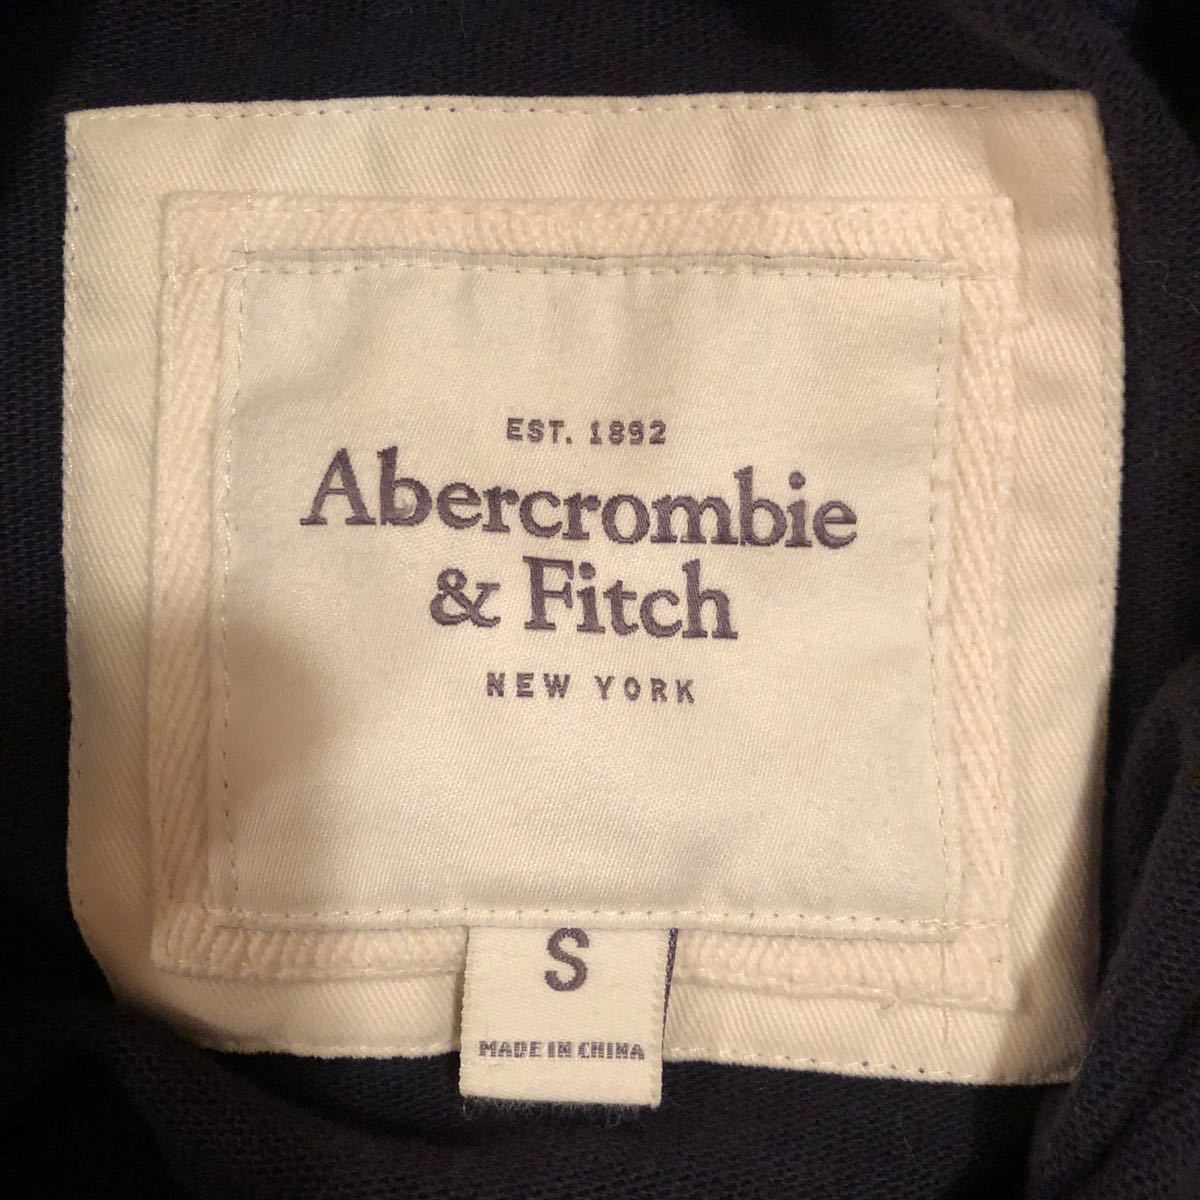 EST. 1892
Abercrombie
& Fitch
NEW YORK
S
MADE IN CHINA